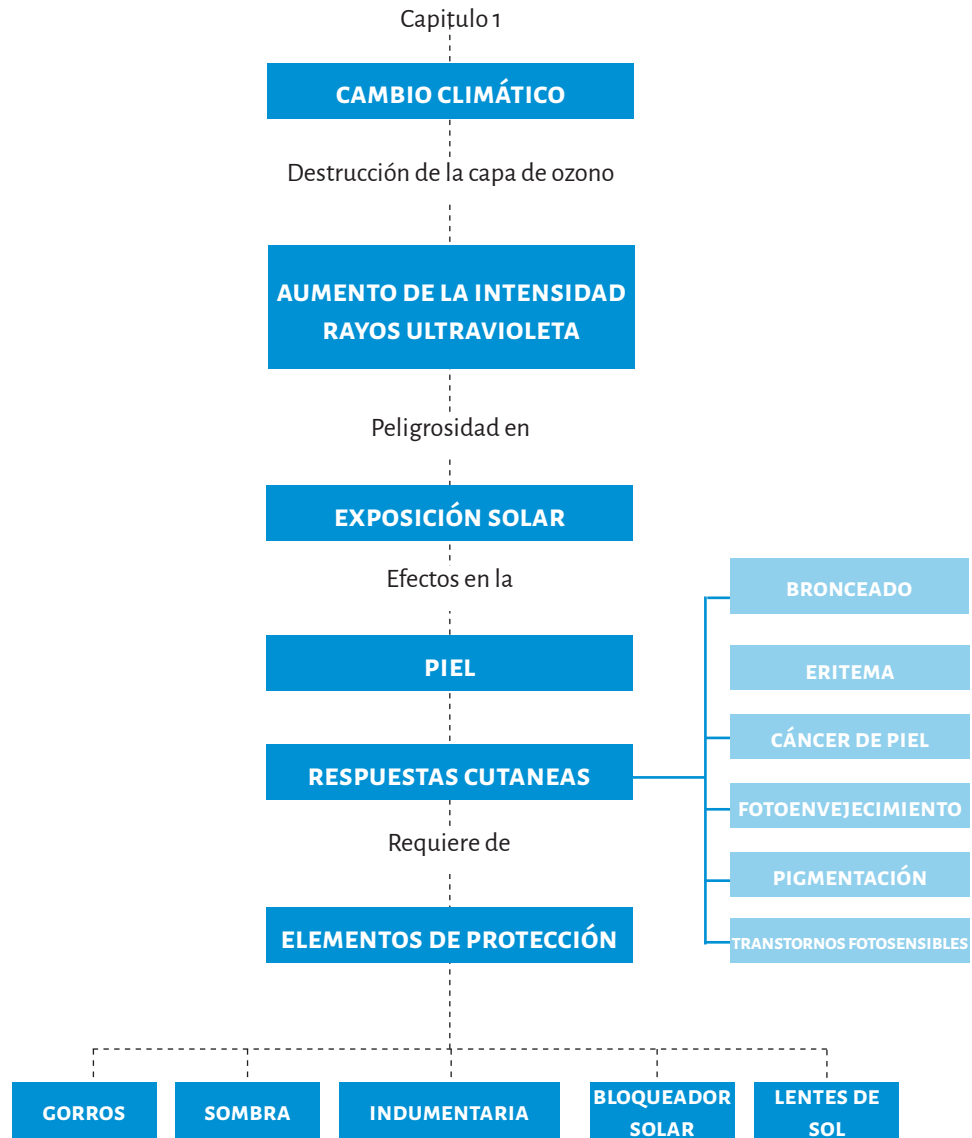 Capitulo 1
CAMBIO CLIMÁTICO
Destrucción de la capa de ozono
AUMENTO DE LA INTENSIDAD
RAYOS ULTRAVIOLETA
Peligrosidad en
EXPOSICIÓN SOLAR
Efectos en la
PIEL
RESPUESTAS CUTANEAS
BRONCEADO
ERITEMA
CÁNCER DE PIEL
FOTOENVEJECIMIENTO
PIGMENTACIÓN
TRANSTORNOS FOTOSENSIBLES
Requiere de
ELEMENTOS DE PROTECCIÓN
GORROS
SOMBRA
INDUMENTARIA
BLOQUEADOR
SOLAR
LENTES DE
SOL